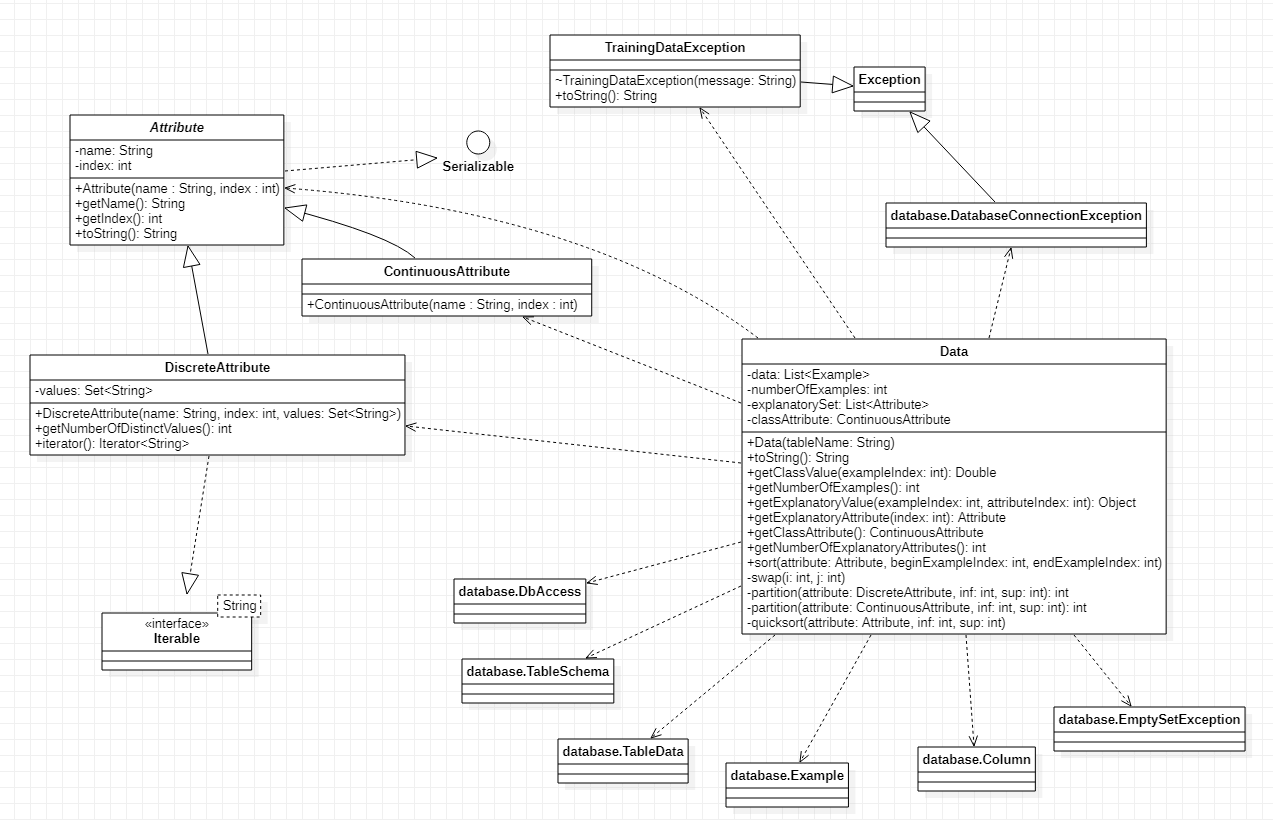 TrainingDataException
~TrainingDataException(message: String)
+toString(): String
Exception
Attribute
-name: String
-index: int
+Attribute(name : String, index : int)
+getName(): String
+getIndex(): int
+toString(): String
Serializable
database.DatabaseConnectionException
ContinuousAttribute
+ContinuousAttribute(name : String, index : int)
DiscreteAttribute
-values: Set<String>
+DiscreteAttribute(name: String, index: int, values: Set<String>)
+getNumberOfDistinctValues(): int
+iterator(): Iterator<String>
Data
-data: List<Example>
-numberOfExamples: int
-explanatorySet: List<Attribute>
-classAttribute: ContinuousAttribute
+Data(tableName: String)
+toString(): String
+getClassValue(exampleIndex: int): Double
+getNumberOfExamples(): int
+getExplanatoryValue(exampleIndex: int, attributeIndex: int): Object
+getExplanatoryAttribute(index: int): Attribute
+getClassAttribute(): ContinuousAttribute
+getNumberOfExplanatoryAttributes(): int
+sort(attribute: Attribute, beginExampleIndex: int, endExampleIndex: int)
-swap(i: int, j: int)
-partition(attribute: DiscreteAttribute, inf: int, sup: int): int
-partition(attribute: ContinuousAttribute, inf: int, sup: int): int
-quicksort(attribute: Attribute, inf: int, sup: int)
String
«interface»
Iterable
database.DbAccess
database.TableSchema
database.TableData
database.Example
database.Column
database.EmptySetException